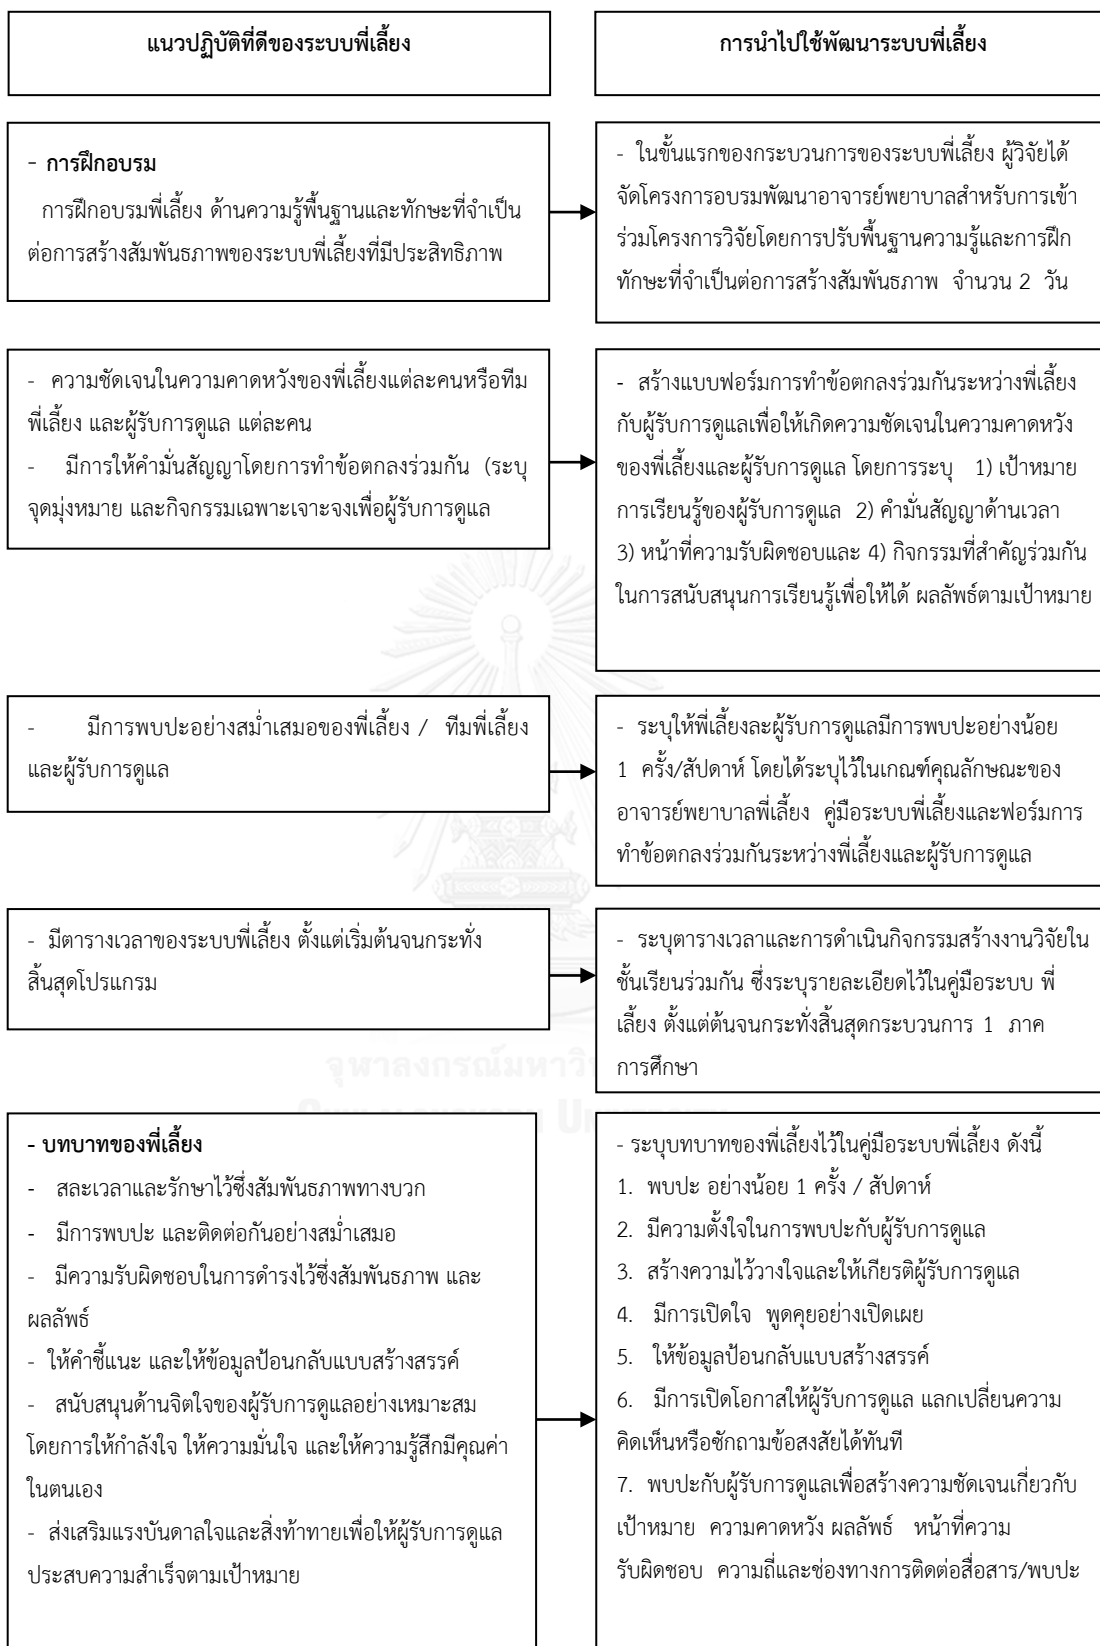 แนวปฏิบัติที่ดีของระบบพี่เลี้ยง
การนำไปใช้พัฒนาระบบพี่เลี้ยง
- การฝึกอบรม
การฝึกอบรมพี่เลี้ยง ด้านความรู้พื้นฐานและทักษะที่จำเป็น
ต่อการสร้างสัมพันธภาพของระบบพี่เลี้ยงที่มีประสิทธิภาพ
- ในขั้นแรกของกระบวนการของระบบพี่เลี้ยง ผู้วิจัยได้
จัดโครงการอบรมพัฒนาอาจารย์พยาบาลสำหรับการเข้า
ร่วมโครงการวิจัยโดยการปรับพื้นฐานความรู้และการฝึก
ทักษะที่จำเป็นต่อการสร้างสัมพันธภาพ จำนวน 2 วัน
- ความชัดเจนในความคาดหวังของพี่เลี้ยงแต่ละคนหรือทีม
พี่เลี้ยง และผู้รับการดูแล แต่ละคน
- มีการให้คำมั่นสัญญาโดยการทำข้อตกลงร่วมกัน (ระบุ
จุดมุ่งหมาย และกิจกรรมเฉพาะเจาะจงเพื่อผู้รับการดูแล
- สร้างแบบฟอร์มการทำข้อตกลงร่วมกันระหว่างพี่เลี้ยง
กับผู้รับการดูแลเพื่อให้เกิดความชัดเจนในความคาดหวัง
ของพี่เลี้ยงและผู้รับการดูแล โดยการระบุ 1) เป้าหมาย
การเรียนรู้ของผู้รับการดูแล 2) คำมั่นสัญญาด้านเวลา
3) หน้าที่ความรับผิดชอบและ 4) กิจกรรมที่สำคัญร่วมกัน
ในการสนับสนุนการเรียนรู้เพื่อให้ได้ ผลลัพธ์ตามเป้าหมาย
- มีการพบปะอย่างสม่ำเสมอของพี่เลี้ยง / ทีมพี่เลี้ยง
และผู้รับการดูแล
- ระบุให้พี่เลี้ยงละผู้รับการดูแลมีการพบปะอย่างน้อย
1 ครั้ง/สัปดาห์ โดยได้ระบุไว้ในเกณฑ์คุณลักษณะของ
อาจารย์พยาบาลพี่เลี้ยง คู่มือระบบพี่เลี้ยงและฟอร์มการ
ทำข้อตกลงร่วมกันระหว่างพี่เลี้ยงและผู้รับการดูแล
- มีตารางเวลาของระบบพี่เลี้ยง ตั้งแต่เริ่มต้นจนกระทั่ง
สิ้นสุดโปรแกรม
- ระบุตารางเวลาและการดำเนินกิจกรรมสร้างงานวิจัยใน
ชั้นเรียนร่วมกัน ซึ่งระบุรายละเอียดไว้ในคู่มือระบบ พี่
เลี้ยง ตั้งแต่ต้นจนกระทั่งสิ้นสุดกระบวนการ 1 ภาค
การศึกษา
จุฬาลงกรณ์มหาวิ
- บทบาทของพี่เลี้ยง
- สละเวลาและรักษาไว้ซึ่งสัมพันธภาพทางบวก
- มีการพบปะ และติดต่อกันอย่างสม่ำเสมอ
- มีความรับผิดชอบในการดำรงไว้ซึ่งสัมพันธภาพ และ
ผลลัพธ์
- ให้คำชี้แนะ และให้ข้อมูลป้อนกลับแบบสร้างสรรค์
- สนับสนุนด้านจิตใจของผู้รับการดูแลอย่างเหมาะสม
โดยการให้กำลังใจ ให้ความมั่นใจ และให้ความรู้สึกมีคุณค่า
ในตนเอง
- ส่งเสริมแรงบันดาลใจและสิ่งท้าทายเพื่อให้ผู้รับการดูแล
ประสบความสำเร็จตามเป้าหมาย
- ระบุบทบาทของพี่เลี้ยงไว้ในคู่มือระบบพี่เลี้ยง ดังนี้
1. พบปะ อย่างน้อย 1 ครั้ง / สัปดาห์
2. มีความตั้งใจในการพบปะกับผู้รับการดูแล
3. สร้างความไว้วางใจและให้เกียรติผู้รับการดูแล
4. มีการเปิดใจ พูดคุยอย่างเปิดเผย
5. ให้ข้อมูลป้อนกลับแบบสร้างสรรค์
6. มีการเปิดโอกาสให้ผู้รับการดูแล แลกเปลี่ยนความ
คิดเห็นหรือซักถามข้อสงสัยได้ทันที
7. พบปะกับผู้รับการดูแลเพื่อสร้างความชัดเจนเกี่ยวกับ
เป้าหมาย ความคาดหวัง ผลลัพธ์ หน้าที่ความ
รับผิดชอบ ความถี่และช่องทางการติดต่อสื่อสาร/พบปะ